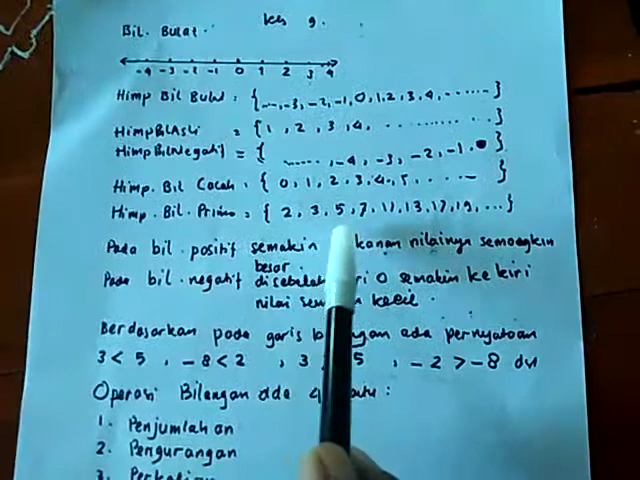 kls 9.
Bil. Bulat.
-4 -3 -2 -1 0 1 2 3 4
Himp Bil Bulat : {...,-3,-2,-1,0,1,2,3,4,......}
Himp Bil Asli = {1, 2, 3, 4, ............}
Himp Bil Negatif = { ......, -4, -3, -2, -1. }
Himp. Bil Cacah : { 0, 1, 2, 3, 4, 5, ..... }
Himp. Bil. Prima = { 2, 3, 5, 7, 11, 13, 17, 19, ...}
Pada bil positif semakin kanan nilainya semangkin
besar.
Pada bil. negatif 0 semakin ke kiri
nilai kecil.
Berdasarkan pada garis ada pernyataan
3 < 5 , -8 < 2 , 3 5 , -2 > -8 dst
Operasi Bilangan ada 4 :
1. Penjumlahan
2. Pengurangan
3. Perkalian